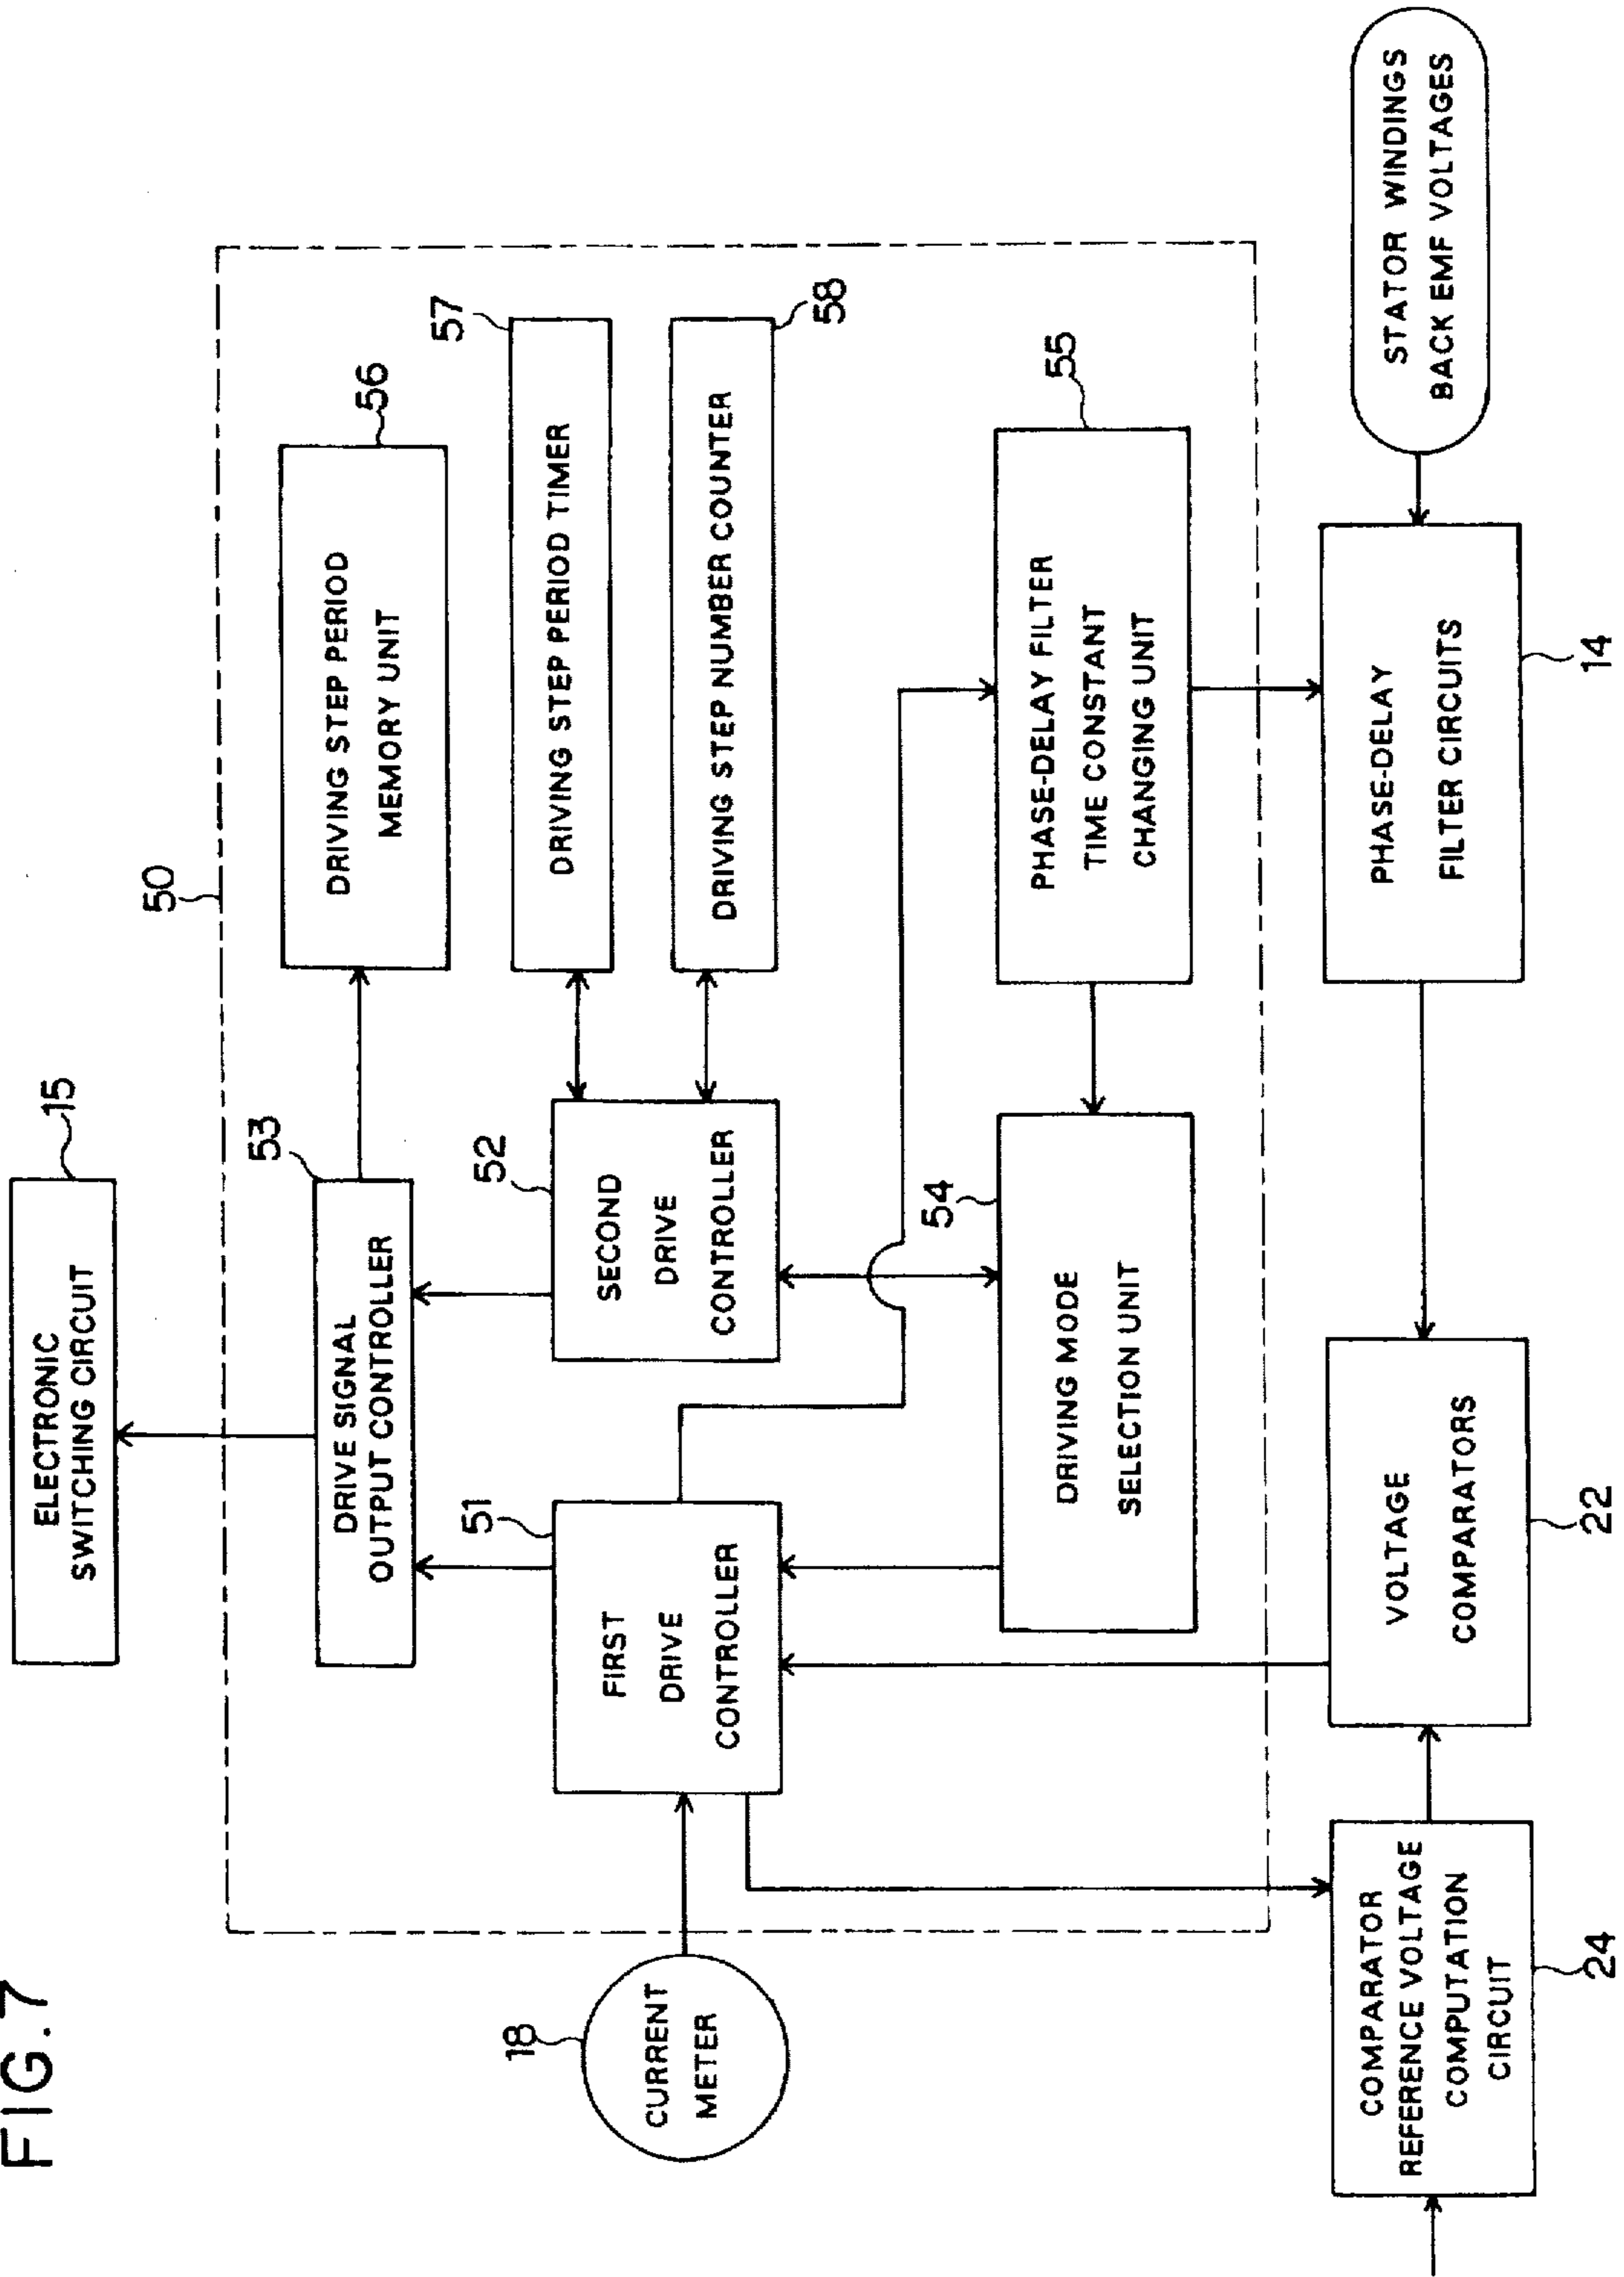 FIG.7
ELECTRONIC
SWITCHING CIRCUIT
15
50
DRIVE SIGNAL
OUTPUT CONTROLLER
53
DRIVING STEP PERIOD
MEMORY UNIT
56
FIRST
DRIVE
CONTROLLER
51
SECOND
DRIVE
CONTROLLER
52
DRIVING STEP PERIOD TIMER
57
DRIVING STEP NUMBER COUNTER
58
CURRENT
METER
18
DRIVING MODE
SELECTION UNIT
54
PHASE-DELAY FILTER
TIME CONSTANT
CHANGING UNIT
55
COMPARATOR
REFERENCE VOLTAGE
COMPUTATION
CIRCUIT
24
VOLTAGE
COMPARATORS
22
PHASE-DELAY
FILTER CIRCUITS
14
STATOR WINDINGS
BACK EMF VOLTAGES